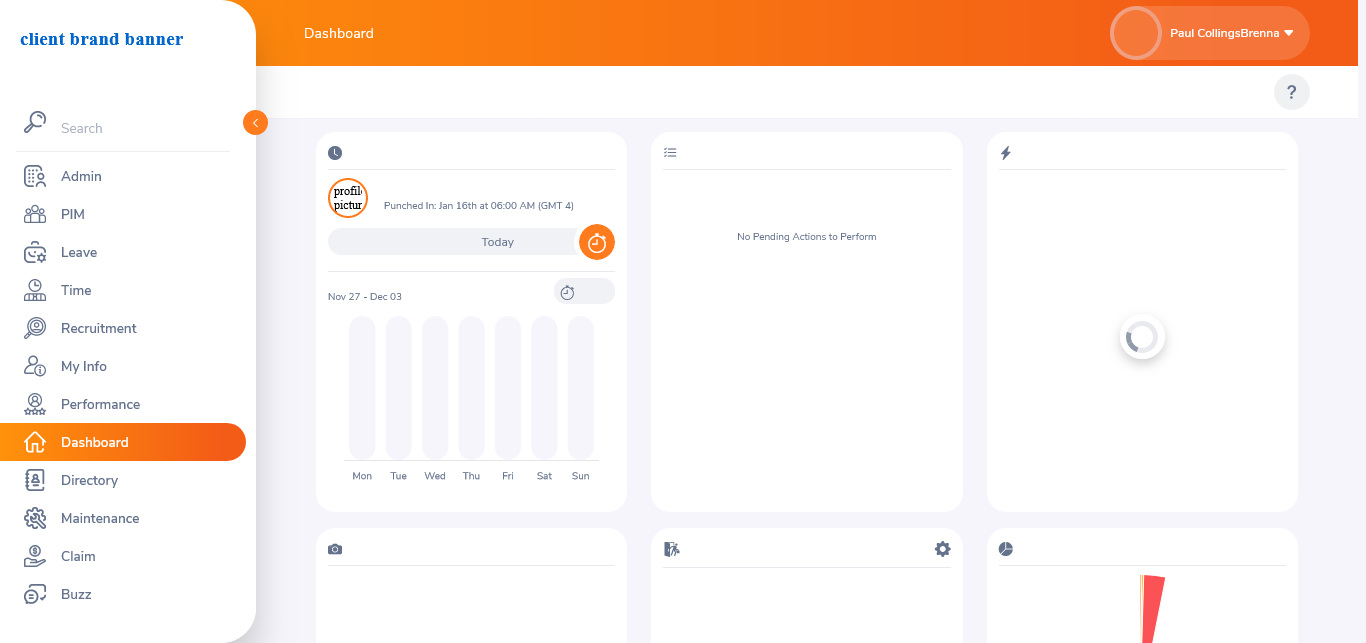 client brand banner
Dashboard
Paul CollingsBrenna
?
Search
Admin
PIM
Leave
Time
Recruitment
My Info
Performance
Dashboard
Directory
Maintenance
Claim
Buzz
Punched In: Jan 16th at 06:00 AM (GMT 4)
Today
Nov 27 - Dec 03
Mon Tue Wed Thu Fri Sat Sun
No Pending Actions to Perform